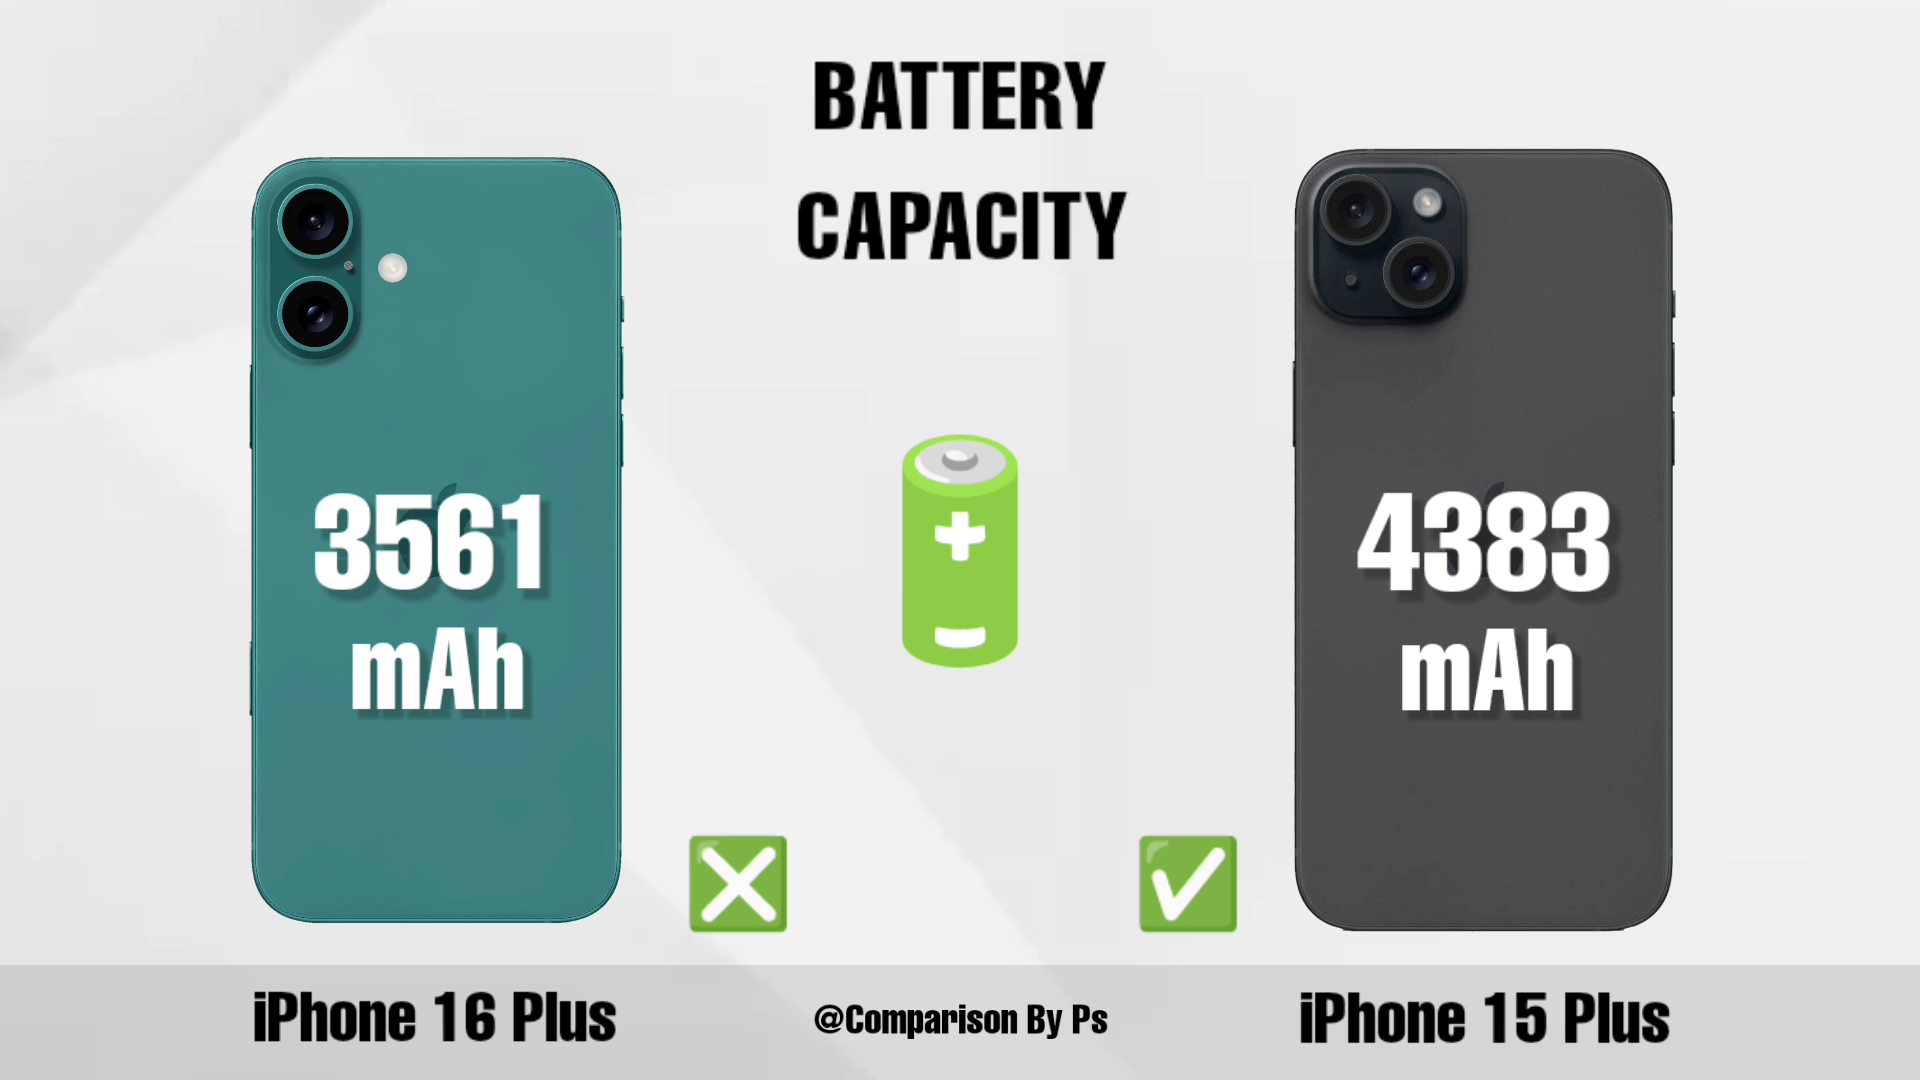 BATTERY
CAPACITY
3561
mAh
4383
mAh
iPhone 16 Plus
@Comparison By Ps
iPhone 15 Plus